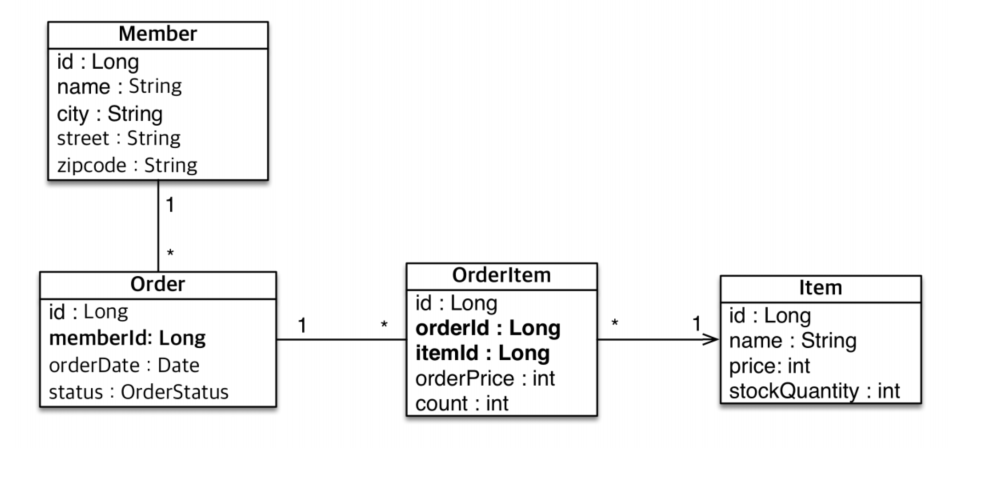 Member
id : Long
name : String
city : String
street : String
zipcode : String
1
*
Order
id : Long
memberId: Long
orderDate : Date
status : OrderStatus
1
*
OrderItem
id : Long
orderId : Long
itemId : Long
orderPrice : int
count : int
*
1
Item
id : Long
name : String
price: int
stockQuantity : int